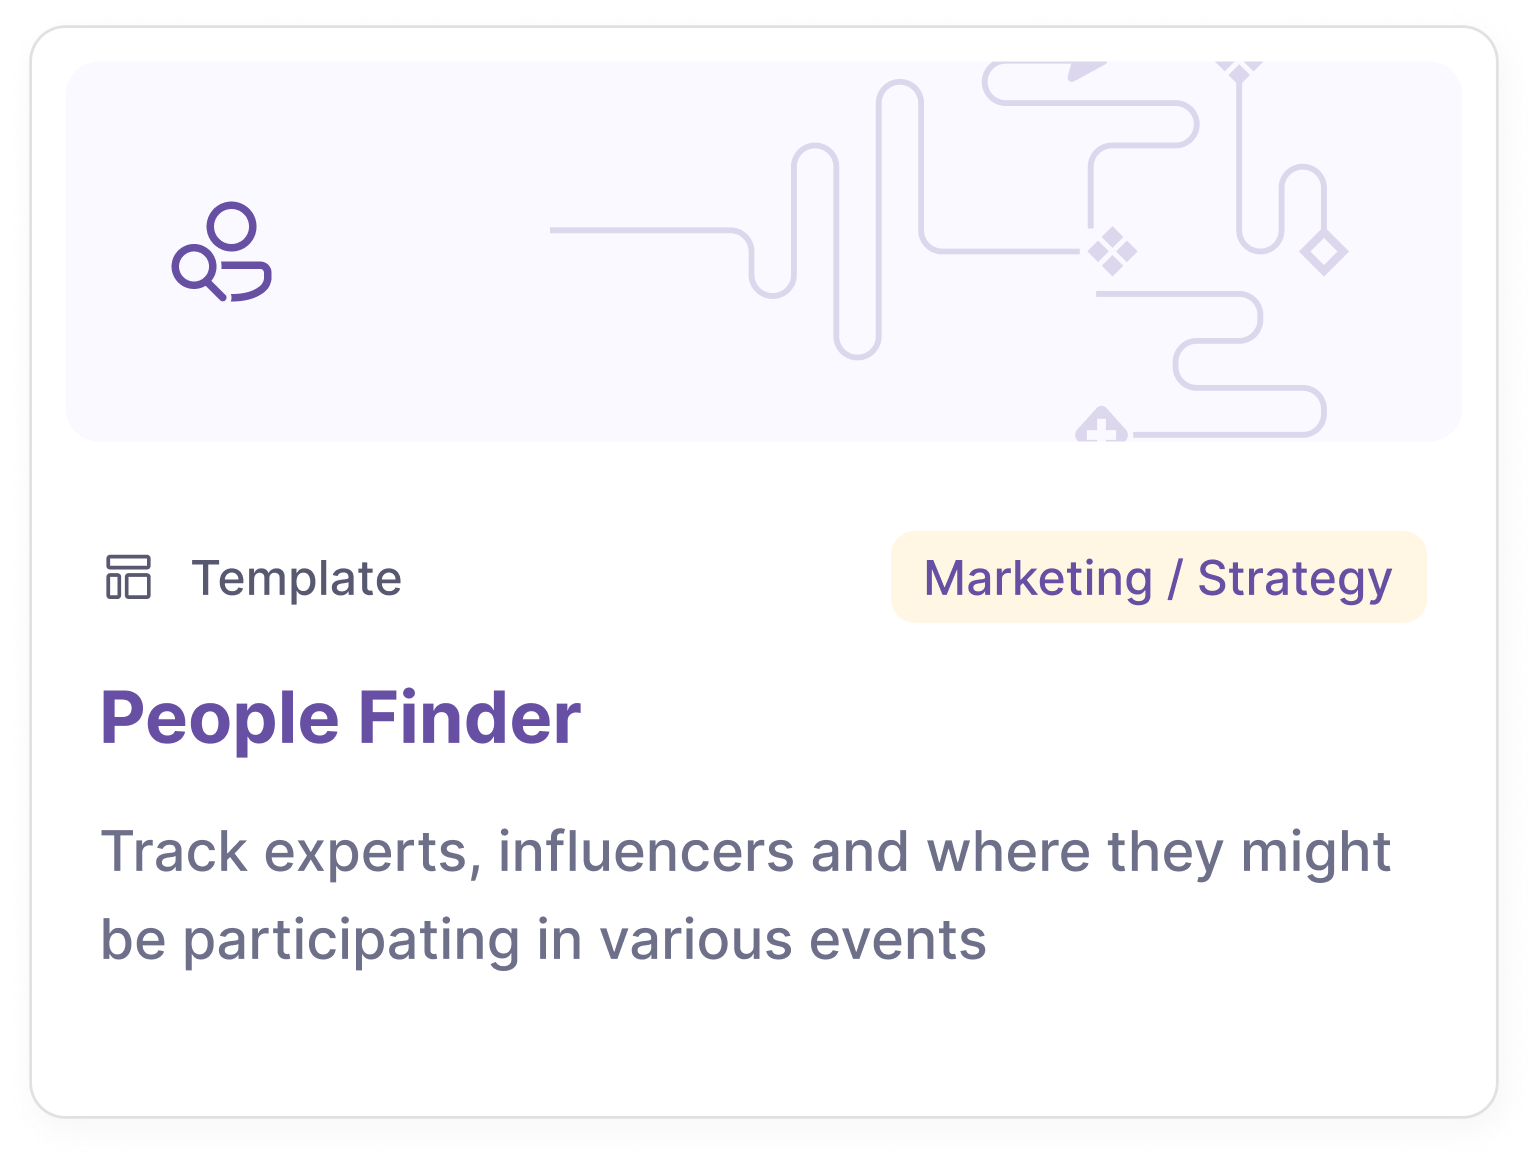 Template
Marketing / Strategy
People Finder
Track experts, influencers and where they might
be participating in various events